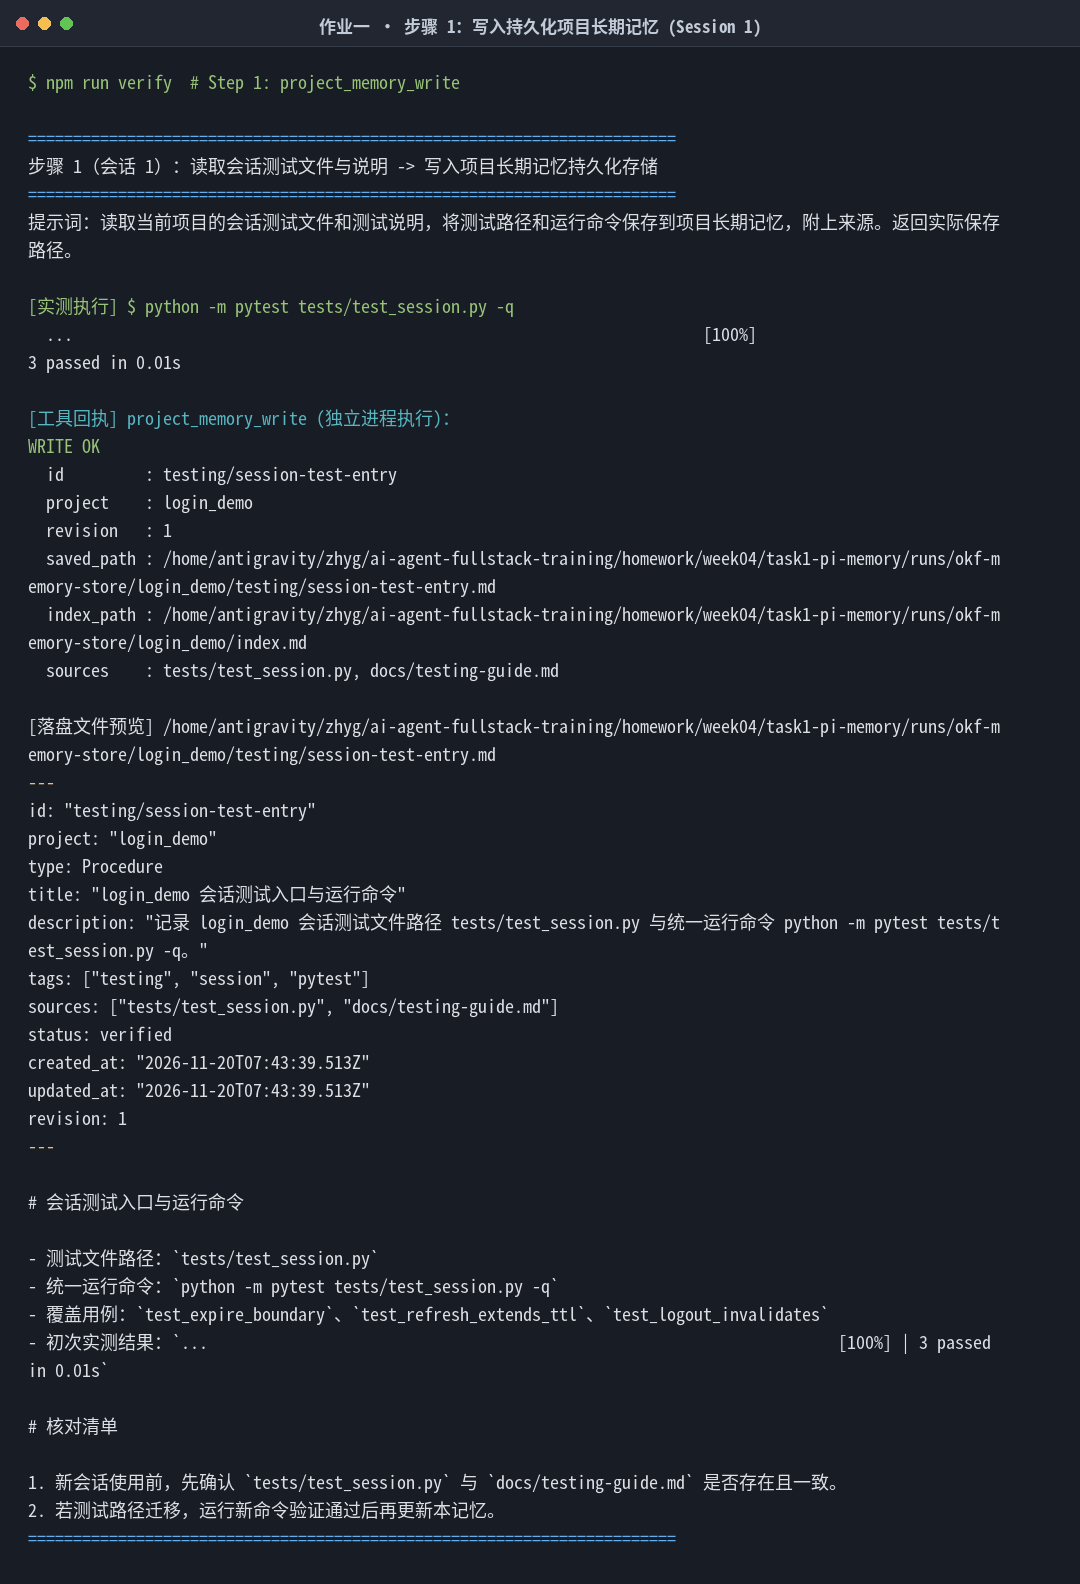 作业一 · 步骤 1: 写入持久化项目长期记忆 (Session 1)
$ npm run verify  # Step 1: project_memory_write
========================================================================
步骤 1（会话 1）: 读取会话测试文件与说明 -> 写入项目长期记忆持久化存储
========================================================================
提示词: 读取当前项目的会话测试文件和测试说明，将测试路径和运行命令保存到项目长期记忆，附上来源。返回实际保存
路径。
[实测执行] $ python -m pytest tests/test_session.py -q
  ...                                                                      [100%]
3 passed in 0.01s
[工具回执] project_memory_write (独立进程执行):
WRITE OK
  id         : testing/session-test-entry
  project    : login_demo
  revision   : 1
  saved_path : /home/antigravity/zhyg/ai-agent-fullstack-training/homework/week04/task1-pi-memory/runs/okf-m
emory-store/login_demo/testing/session-test-entry.md
  index_path : /home/antigravity/zhyg/ai-agent-fullstack-training/homework/week04/task1-pi-memory/runs/okf-m
emory-store/login_demo/index.md
  sources    : tests/test_session.py, docs/testing-guide.md
[落盘文件预览] /home/antigravity/zhyg/ai-agent-fullstack-training/homework/week04/task1-pi-memory/runs/okf-m
emory-store/login_demo/testing/session-test-entry.md
---
id: "testing/session-test-entry"
project: "login_demo"
type: Procedure
title: "login_demo 会话测试入口与运行命令"
description: "记录 login_demo 会话测试文件路径 tests/test_session.py 与统一运行命令 python -m pytest tests/t
est_session.py -q。"
tags: ["testing", "session", "pytest"]
sources: ["tests/test_session.py", "docs/testing-guide.md"]
status: verified
created_at: "2026-11-20T07:43:39.513Z"
updated_at: "2026-11-20T07:43:39.513Z"
revision: 1
---
# 会话测试入口与运行命令
- 测试文件路径: `tests/test_session.py`
- 统一运行命令: `python -m pytest tests/test_session.py -q`
- 覆盖用例: `test_expire_boundary`、`test_refresh_extends_ttl`、`test_logout_invalidates`
- 初次实测结果: `...                                                                      [100%] | 3 passed
in 0.01s`
# 核对清单
1. 新会话使用前，先确认 `tests/test_session.py` 与 `docs/testing-guide.md` 是否存在且一致。
2. 若测试路径迁移，运行新命令验证通过后再更新本记忆。
========================================================================